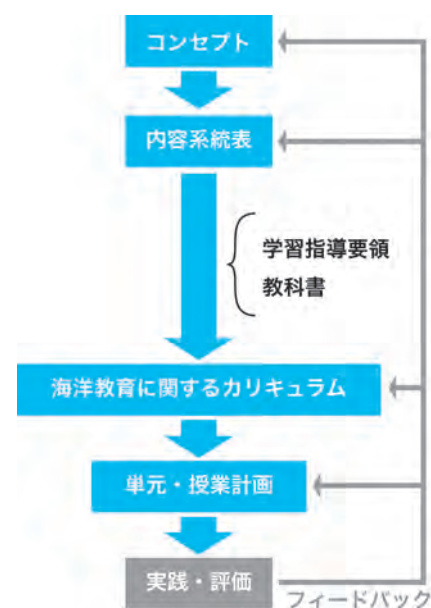 コンセプト
内容系統表
学習指導要領
教科書
海洋教育に関するカリキュラム
単元・授業計画
実践・評価
フィードバック